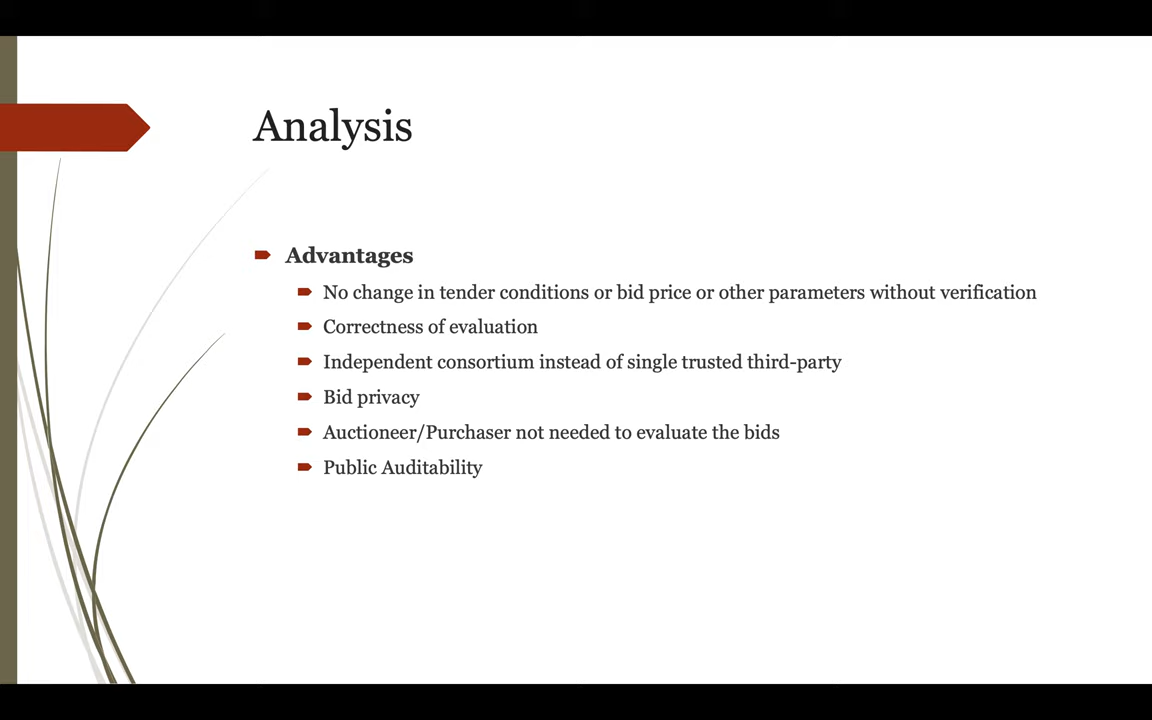 Analysis
Advantages
No change in tender conditions or bid price or other parameters without verification
Correctness of evaluation
Independent consortium instead of single trusted third-party
Bid privacy
Auctioneer/Purchaser not needed to evaluate the bids
Public Auditability